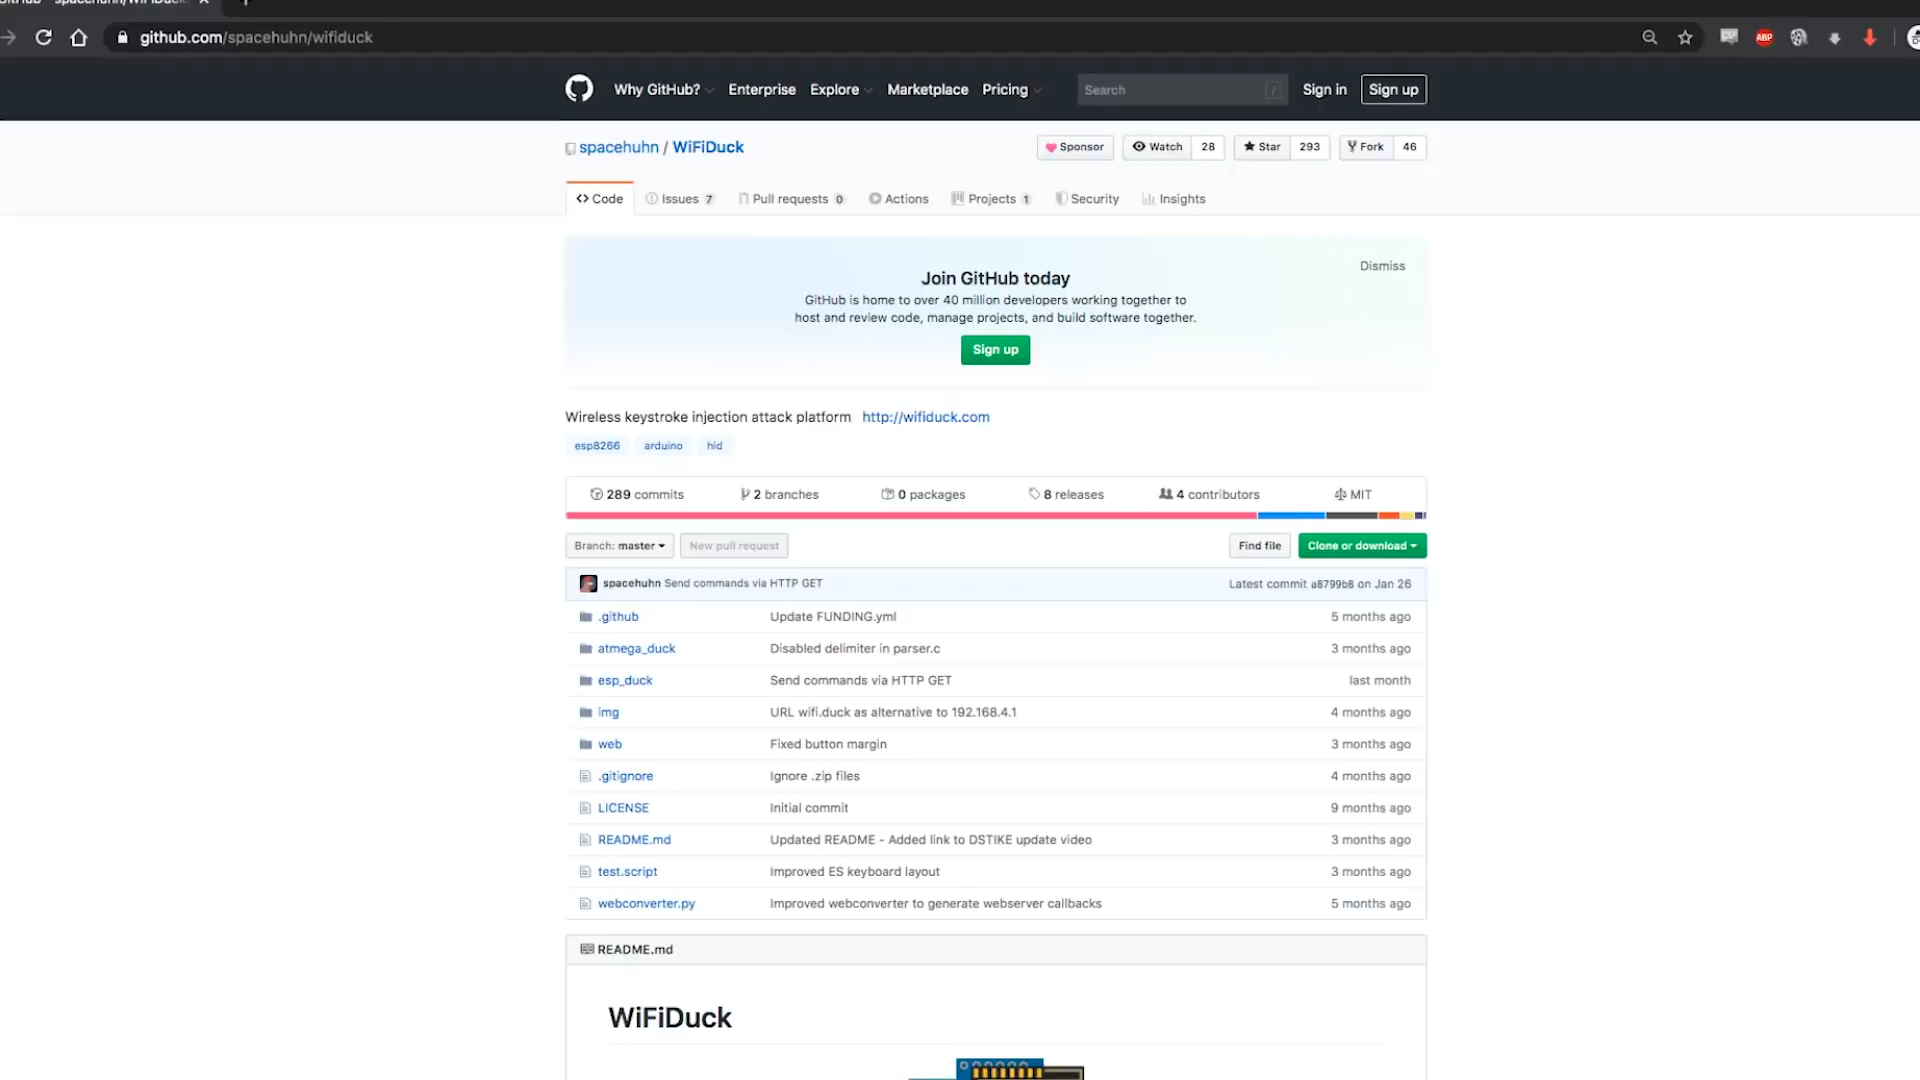 github.com/spacehuhn/wifiduck
ABP
Why GitHub? Enterprise Explore Marketplace Pricing Search / Sign in Sign up
spacehuhn / WiFiDuck Sponsor Watch 28 Star 293 Fork 46
Code Issues 7 Pull requests 0 Actions Projects 1 Security Insights
Dismiss
Join GitHub today
GitHub is home to over 40 million developers working together to
host and review code, manage projects, and build software together.
Sign up
Wireless keystroke injection attack platform http://wifiduck.com
esp8266 arduino hid
289 commits 2 branches 0 packages 8 releases 4 contributors MIT
Branch: master New pull request Find file Clone or download
spacehuhn Send commands via HTTP GET Latest commit a8799b8 on Jan 26
.github Update FUNDING.yml 5 months ago
atmega_duck Disabled delimiter in parser.c 3 months ago
esp_duck Send commands via HTTP GET last month
img URL wifi.duck as alternative to 192.168.4.1 4 months ago
web Fixed button margin 3 months ago
.gitignore Ignore .zip files 4 months ago
LICENSE Initial commit 9 months ago
README.md Updated README - Added link to DSTIKE update video 3 months ago
test.script Improved ES keyboard layout 3 months ago
webconverter.py Improved webconverter to generate webserver callbacks 5 months ago
README.md
WiFiDuck